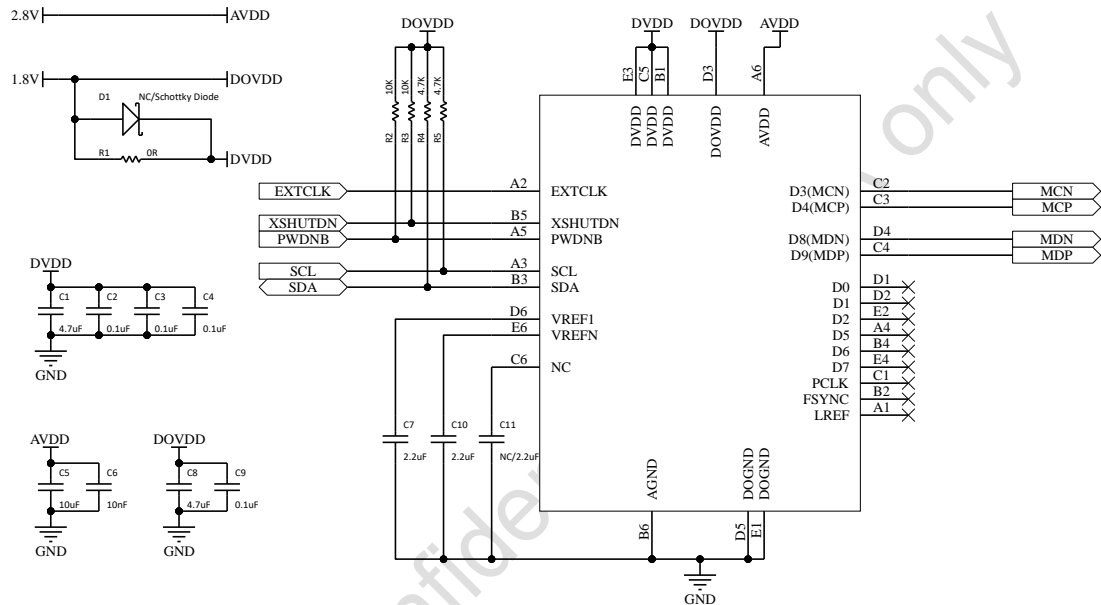 2.8V AVDD
1.8V DOVDD
D1 NC/Schottky Diode
R1 0R DVDD
DOVDD
10K 10K 4.7K 4.7K
R2 R3 R4 R5
DVDD DOVDD AVDD
E3 C5 B1 D3 A6
DVDD DVDD DVDD DOVDD AVDD
EXTCLK A2 EXTCLK
XSHUTDN B5 XSHUTDN
PWDNB A5 PWDNB
SCL A3 SCL
SDA B3 SDA
D6 VREF1
E6 VREFN
C6 NC
D3(MCN) C2 MCN
D4(MCP) C3 MCP
D8(MDN) D4 MDN
D9(MDP) C4 MDP
D0 D1
D1 D2
D2 E2
D5 A4
D6 B4
D7 E4
PCLK C1
FSYNC B2
LREF A1
DVDD
C1 C2 C3 C4
4.7uF 0.1uF 0.1uF 0.1uF
GND
AVDD DOVDD
C5 C6 C8 C9
10uF 10nF 4.7uF 0.1uF
GND GND
C7 C10 C11
2.2uF 2.2uF NC/2.2uF
AGND DOGND DOGND
B6 D5 E1
GND
only